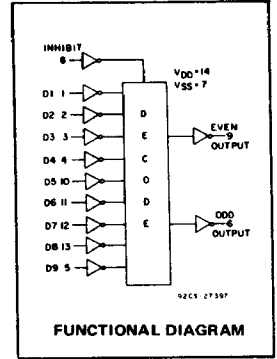 INHIBIT
8
VDD=14
VSS=7
D1 1
D2 2
D3 3
D4 4
D5 10
D6 11
D7 12
D8 13
D9 5
D
E
C
O
D
E
EVEN
9
OUTPUT
ODD
6
OUTPUT
92CS-27397
FUNCTIONAL DIAGRAM